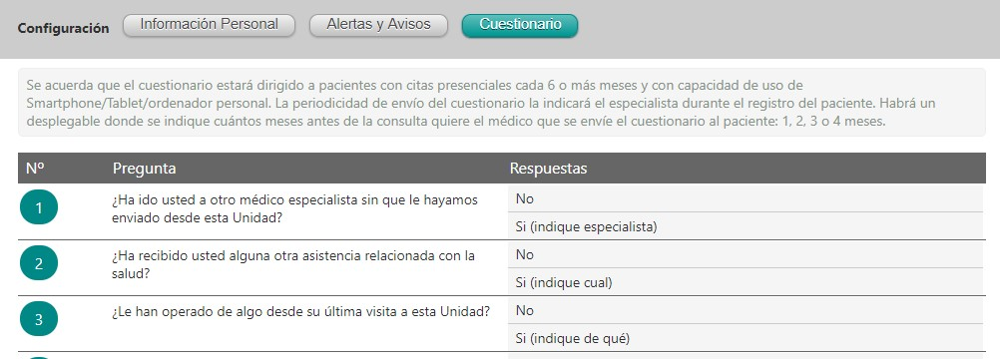 Configuración Información Personal Alertas y Avisos Cuestionario
Se acuerda que el cuestionario estará dirigido a pacientes con citas presenciales cada 6 o más meses y con capacidad de uso de
Smartphone/Tablet/ordenador personal. La periodicidad de envío del cuestionario la indicará el especialista durante el registro del paciente. Habrá un
desplegable donde se indique cuántos meses antes de la consulta quiere el médico que se envíe el cuestionario al paciente: 1, 2, 3 o 4 meses.
Nº Pregunta Respuestas
1
¿Ha ido usted a otro médico especialista sin que le hayamos
enviado desde esta Unidad?
No
Si (indique especialista)
2
¿Ha recibido usted alguna otra asistencia relacionada con la
salud?
No
Si (indique cual)
3
¿Le han operado de algo desde su última visita a esta Unidad?
No
Si (indique de qué)